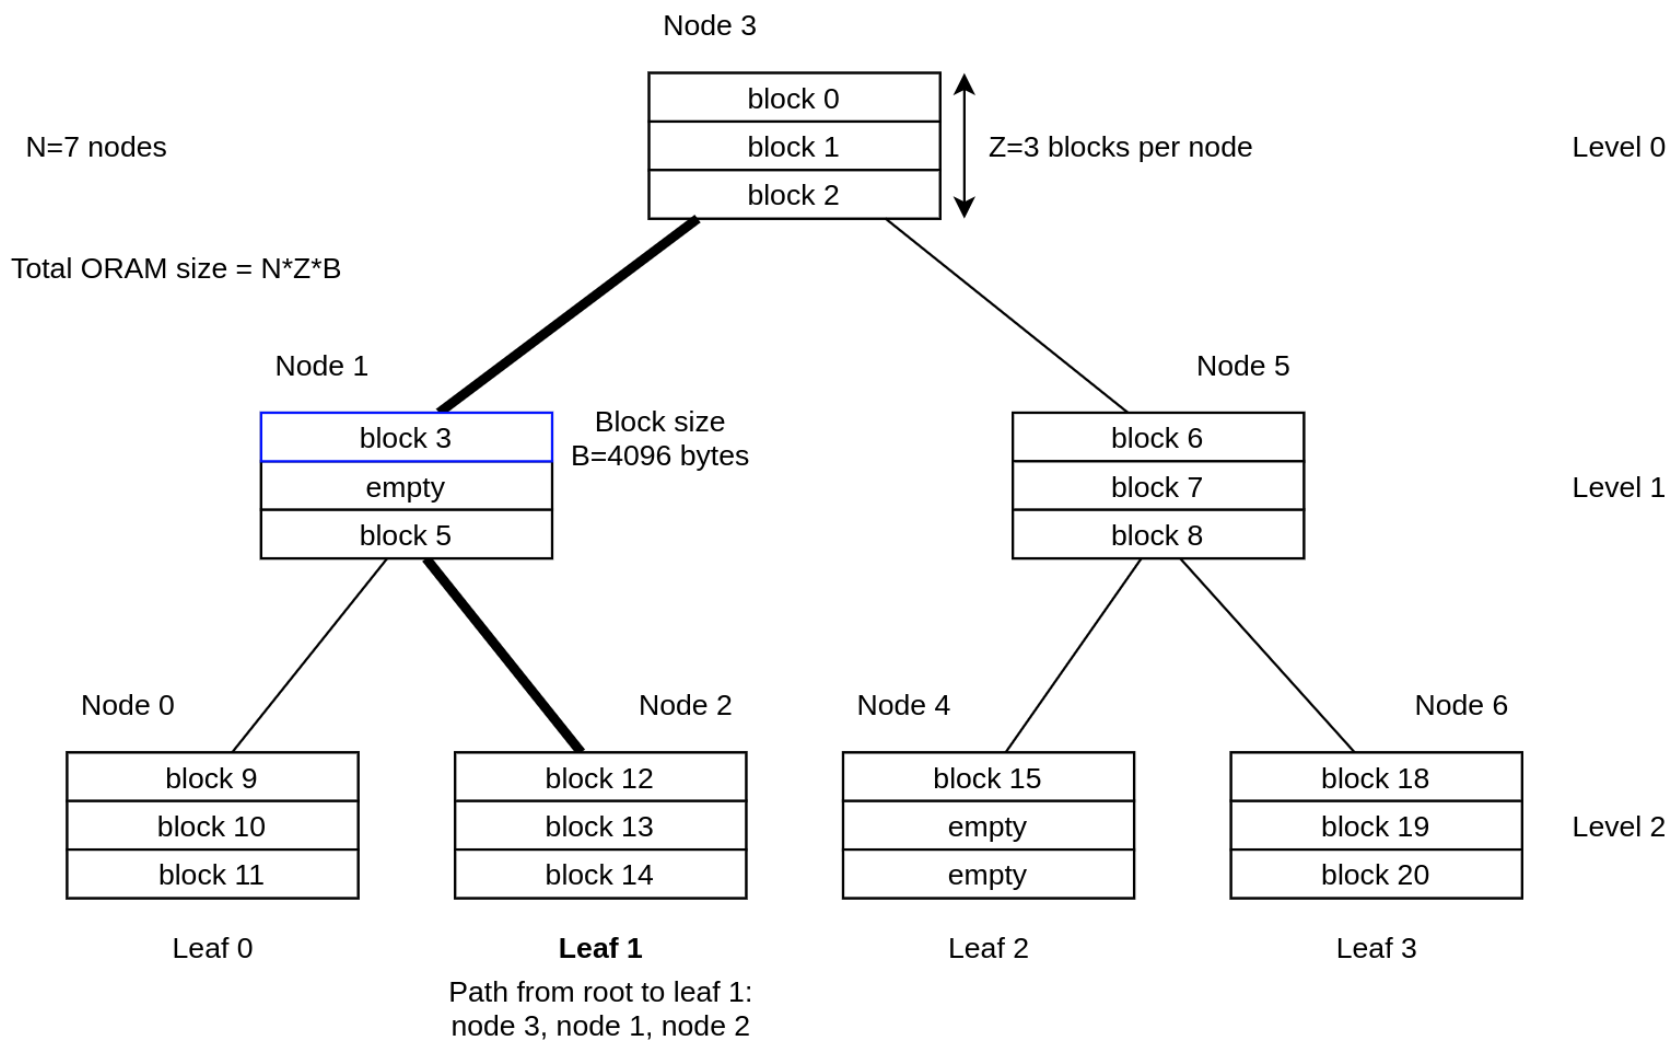 Node 3
block 0
N=7 nodes
block 1
Z=3 blocks per node
Level 0
block 2
Total ORAM size = N*Z*B
Node 1
Node 5
block 3
Block size
B=4096 bytes
block 6
empty
block 7
Level 1
block 5
block 8
Node 0
Node 2
Node 4
Node 6
block 9
block 12
block 15
block 18
block 10
block 13
empty
block 19
Level 2
block 11
block 14
empty
block 20
Leaf 0
Leaf 1
Leaf 2
Leaf 3
Path from root to leaf 1:
node 3, node 1, node 2